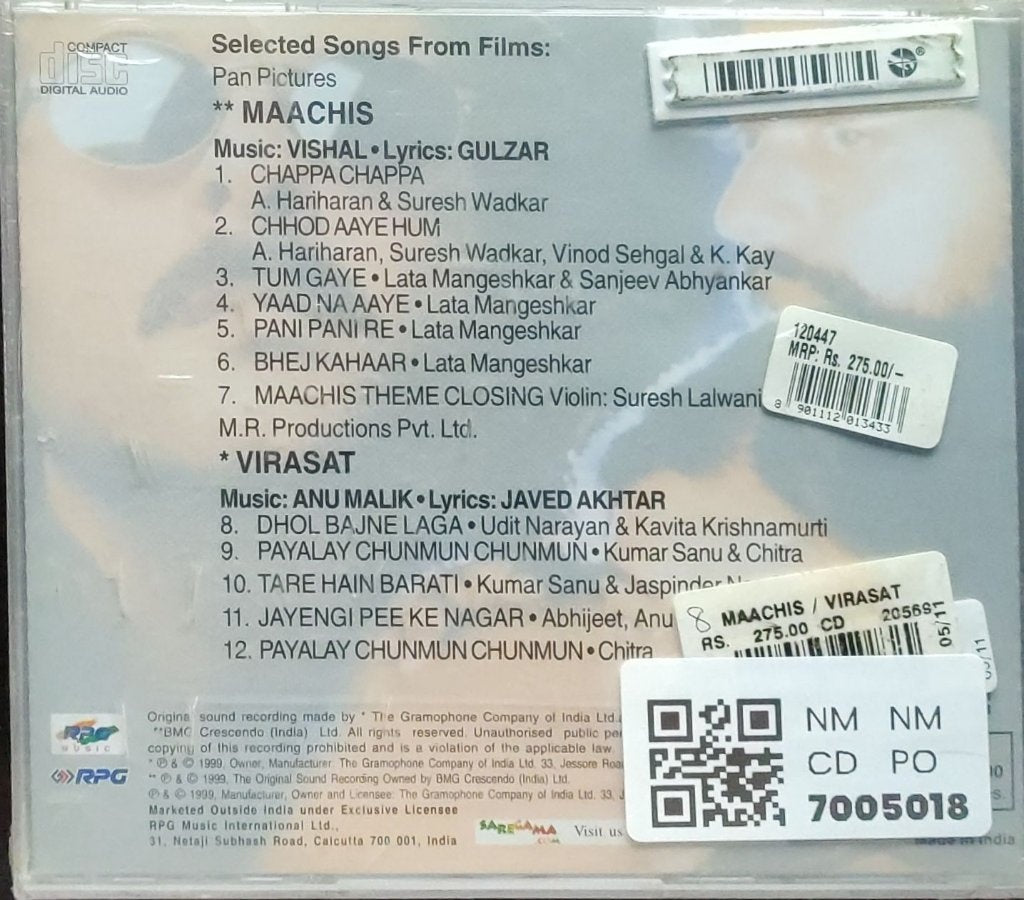 COMPACT
disc
DIGITAL AUDIO
Selected Songs From Films:
Pan Pictures
** MAACHIS
Music: VISHAL • Lyrics: GULZAR
1. CHAPPA CHAPPA
A. Hariharan & Suresh Wadkar
2. CHHOD AAYE HUM
A. Hariharan, Suresh Wadkar, Vinod Sehgal & K. Kay
3. TUM GAYE • Lata Mangeshkar & Sanjeev Abhyankar
4. YAAD NA AAYE • Lata Mangeshkar
5. PANI PANI RE • Lata Mangeshkar
6. BHEJ KAHAAR • Lata Mangeshkar
7. MAACHIS THEME CLOSING Violin: Suresh Lalwani
120447
MRP: Rs. 275.00/-
8 901112 013433
M.R. Productions Pvt. Ltd.
* VIRASAT
Music: ANU MALIK • Lyrics: JAVED AKHTAR
8. DHOL BAJNE LAGA • Udit Narayan & Kavita Krishnamurti
9. PAYALAY CHUNMUN CHUNMUN • Kumar Sanu & Chitra
10. TARE HAIN BARATI • Kumar Sanu & Jaspinder
11. JAYENGI PEE KE NAGAR • Abhijeet, Anu
12. PAYALAY CHUNMUN CHUNMUN • Chitra
8 MAACHIS / VIRASAT
RS. 275.00 CD 205691
05/11
NM NM
CD PO
7005018
RPG
MUSIC
RPG
Original sound recording made by * The Gramophone Company of India Ltd.
**BMG Crescendo (India) Ltd. All rights reserved. Unauthorised public
copying of this recording prohibited and is a violation of the applicable law
* ℗ & © 1999, Owner, Manufacturer: The Gramophone Company of India Ltd. 33, Jessore
** ℗ & © 1999, The Original Sound Recording Owned by BMG Crescendo (India) Ltd.
℗ & © 1999, Manufacturer, Owner and Licensee: The Gramophone Company of India Ltd. 33,
Marketed Outside India under Exclusive Licensee
RPG Music International Ltd.,
31, Netaji Subhash Road, Calcutta 700 001, India
SAREGAMA
.COM
Visit us
Made in India